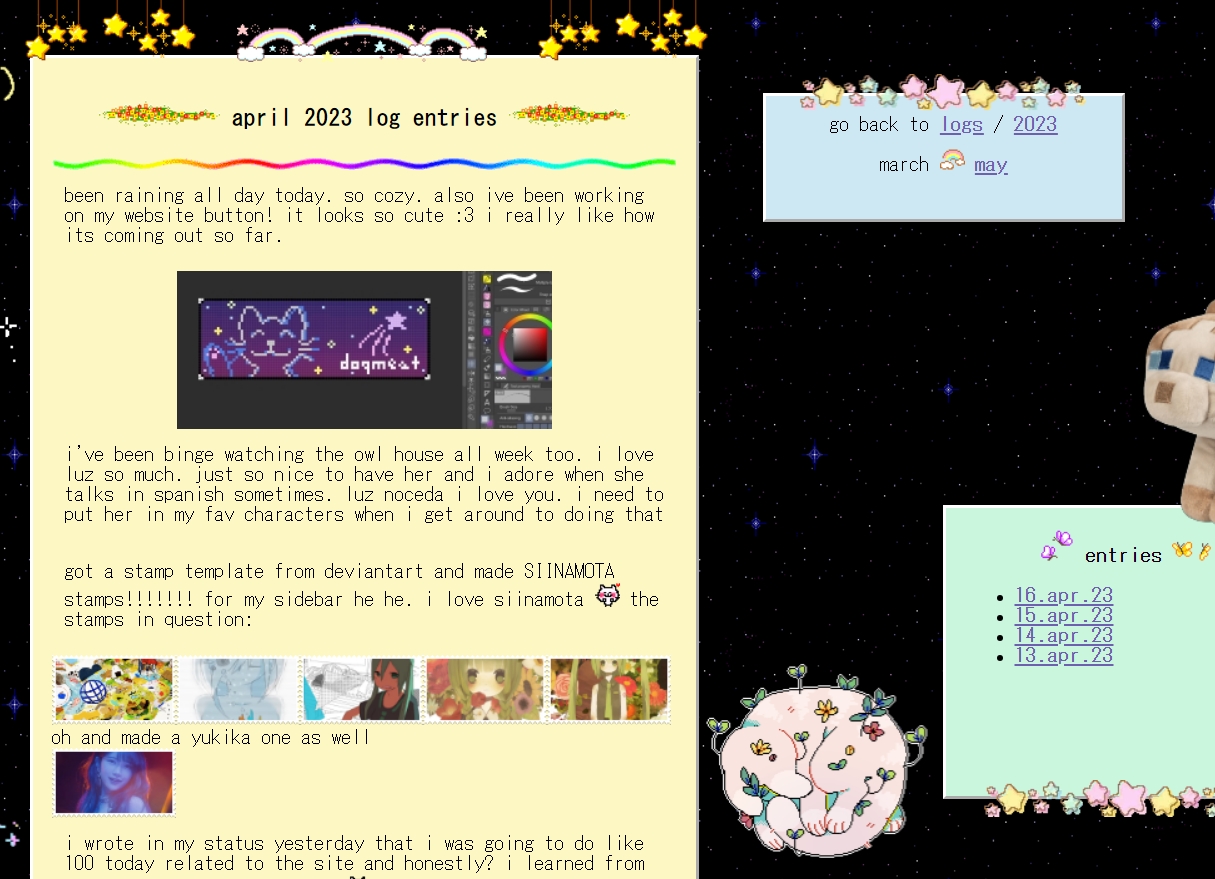 april 2023 log entries
been raining all day today. so cozy. also ive been working
on my website button! it looks so cute :3 i really like how
its coming out so far.
dogmeat.
i've been binge watching the owl house all week too. i love
luz so much. just so nice to have her and i adore when she
talks in spanish sometimes. luz noceda i love you. i need to
put her in my fav characters when i get around to doing that
got a stamp template from deviantart and made SIINAMOTA
stamps!!!!!!! for my sidebar he he. i love siinamota the
stamps in question:
oh and made a yukika one as well
i wrote in my status yesterday that i was going to do like
100 today related to the site and honestly? i learned from
go back to logs / 2023
march may
entries
16.apr.23
15.apr.23
14.apr.23
13.apr.23